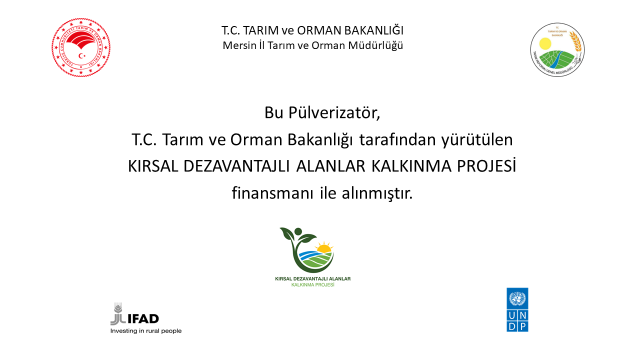 T.C. TARIM ve ORMAN BAKANLIĞI
Mersin İl Tarım ve Orman Müdürlüğü
Bu Pülverizatör,
T.C. Tarım ve Orman Bakanlığı tarafından yürütülen
KIRSAL DEZAVANTAJLI ALANLAR KALKINMA PROJESİ
finansmanı ile alınmıştır.
KIRSAL DEZAVANTAJLI ALANLAR
KALKINMA PROJESİ
IFAD
Investing in rural people
U N
D P